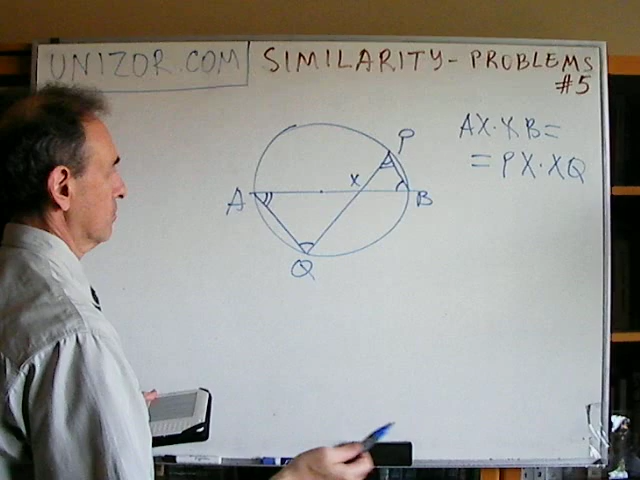 UNIZOR.COM
SIMILARITY - PROBLEMS
#5
AX·XB=
=PX·XQ
P
X
A
B
Q